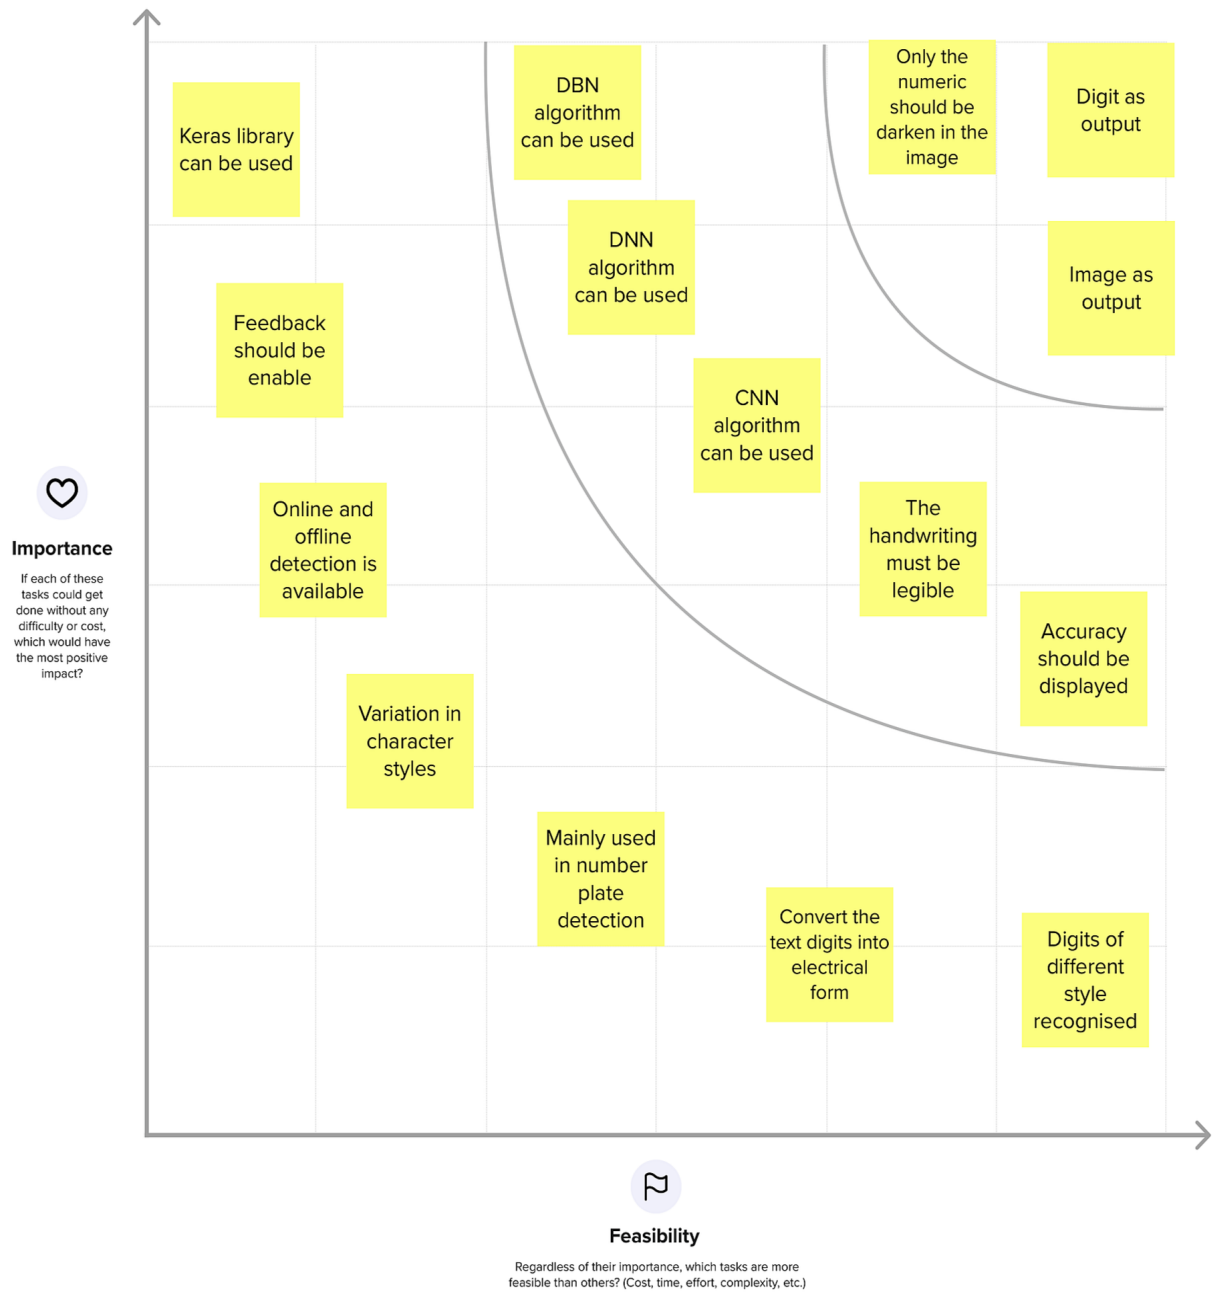 Keras library
can be used
DBN
algorithm
can be used
Only the
numeric
should be
darken in the
image
Digit as
output
DNN
algorithm
can be used
Image as
output
Feedback
should be
enable
CNN
algorithm
can be used
Online and
offline
detection is
available
The
handwriting
must be
legible
Accuracy
should be
displayed
Variation in
character
styles
Mainly used
in number
plate
detection
Convert the
text digits into
electrical
form
Digits of
different
style
recognised
Importance
If each of these
tasks could get
done without any
difficulty or cost,
which would have
the most positive
impact?
Feasibility
Regardless of their importance, which tasks are more
feasible than others? (Cost, time, effort, complexity, etc.)